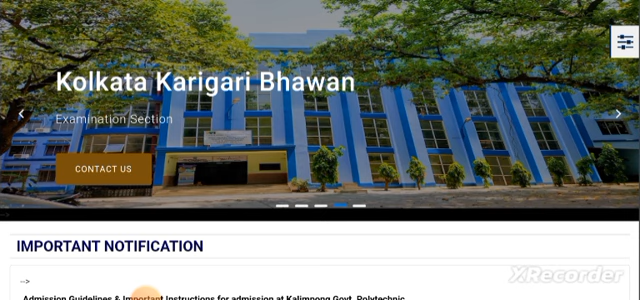 Kolkata Karigari Bhawan
Examination Section
CONTACT US
-->
IMPORTANT NOTIFICATION
-->
Admission Guidelines & Important Instructions for admission at Kalimpong Govt. Polytechnic
XRecorder